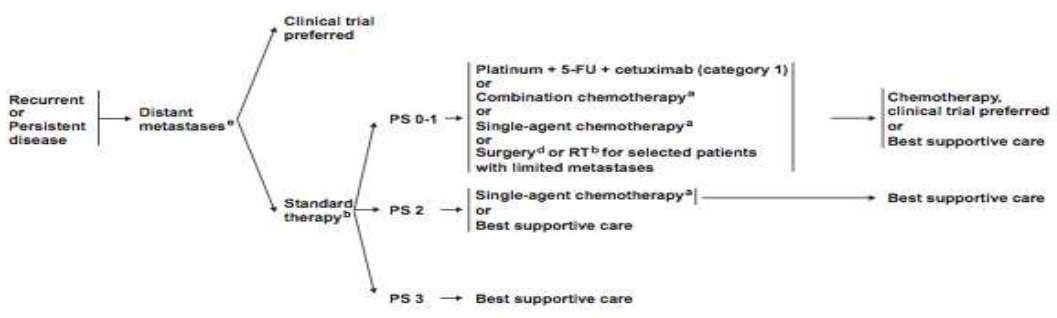 Clinical trial
preferred
Recurrent
or
Persistent
disease
Distant
metastasesᵉ
Standard
therapyᵇ
PS 0-1
Platinum + 5-FU + cetuximab (category 1)
or
Combination chemotherapyᵃ
or
Single-agent chemotherapyᵃ
or
Surgeryᵈ or RTᵇ for selected patients
with limited metastases
Chemotherapy,
clinical trial preferred
or
Best supportive care
PS 2
Single-agent chemotherapyᵃ
or
Best supportive care
Best supportive care
PS 3
Best supportive care